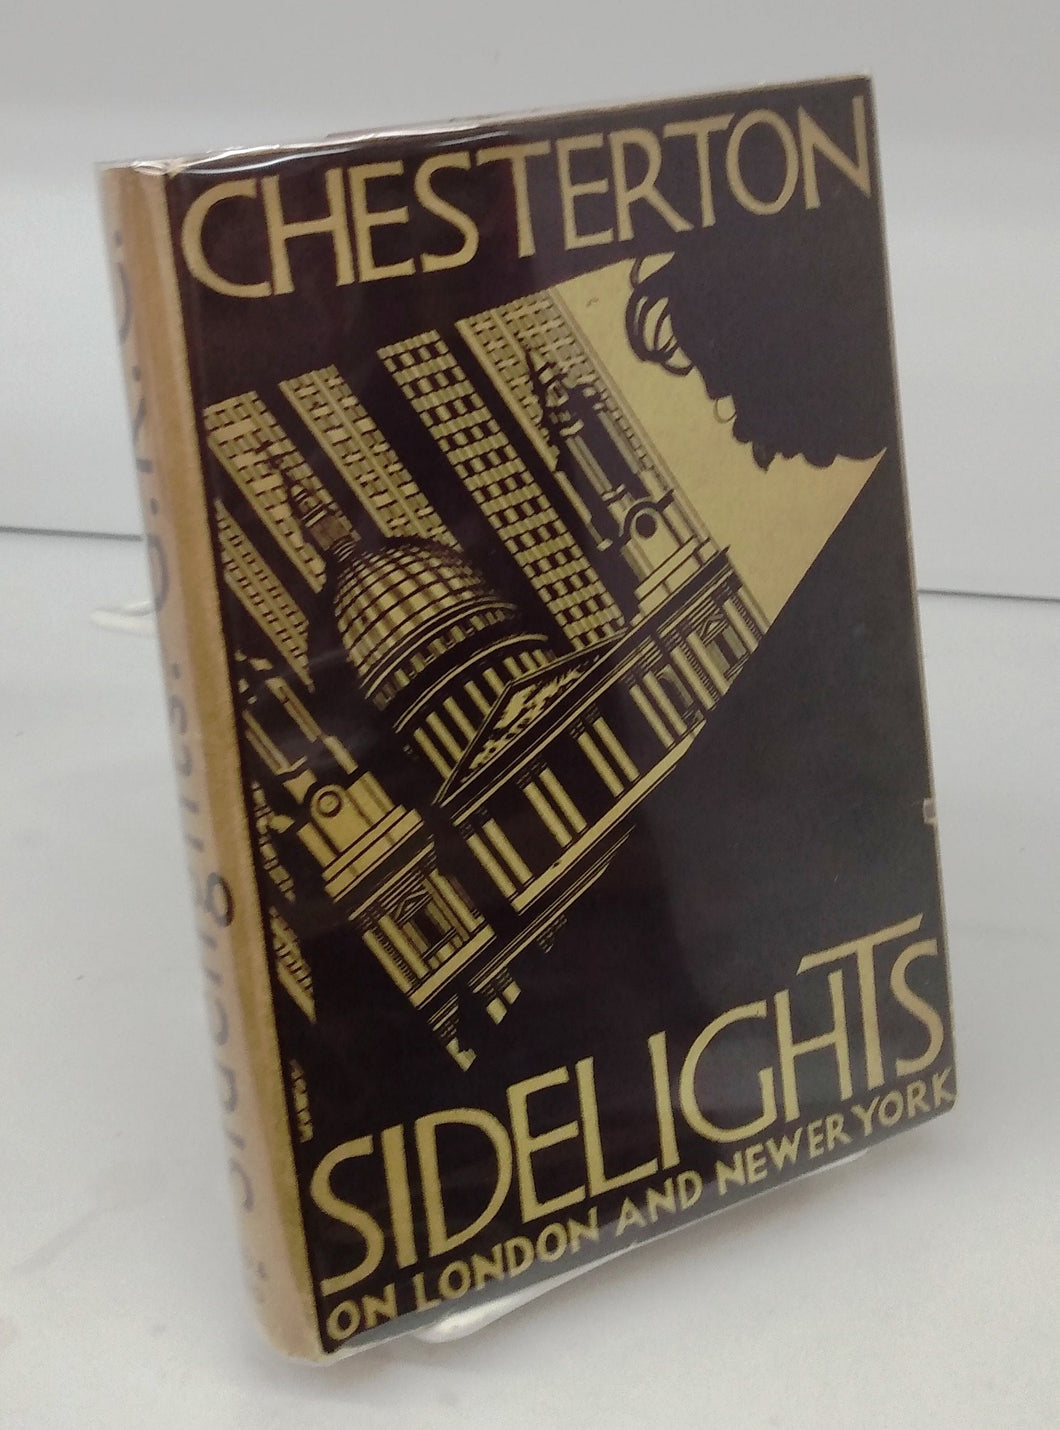 CHESTERTON
SIDELIGHTS
ON LONDON AND NEWER YORK